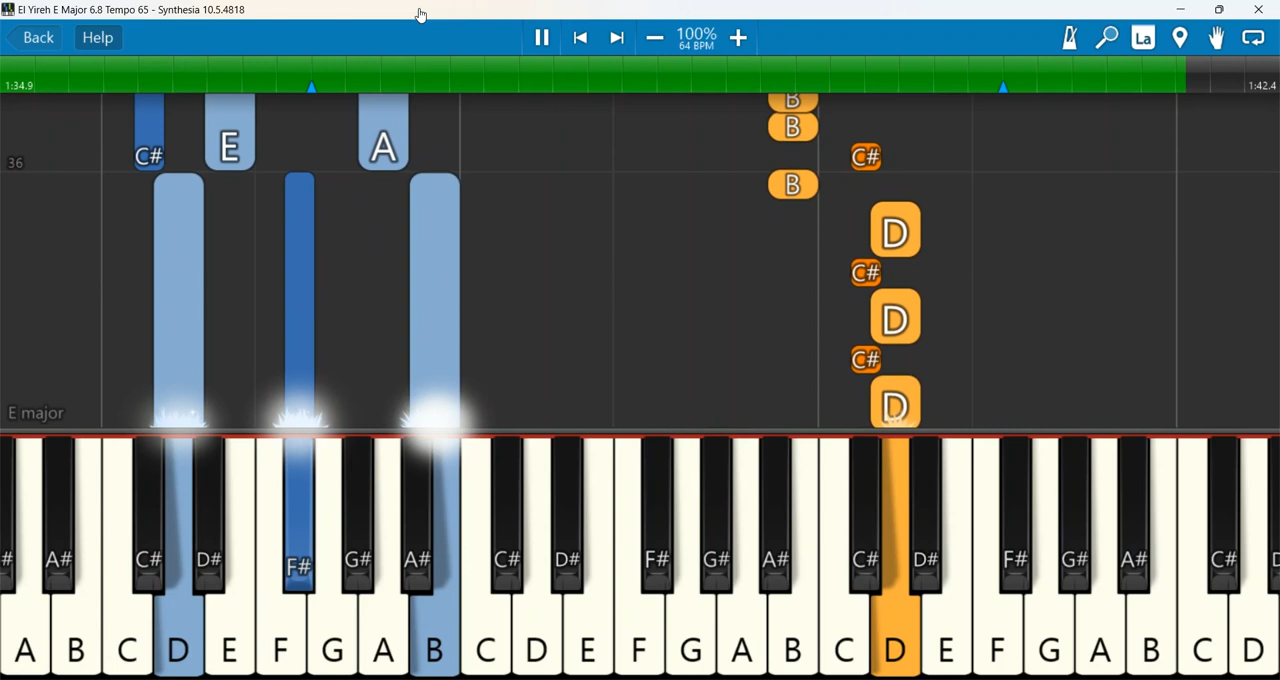 El Yireh E Major 6.8 Tempo 65 - Synthesia 10.5.4818
Back Help 100% La
64 BPM
1:34.9 1:42.4
B
B
C# E A C#
36
B
D
C#
D
C#
D
E major
# A# C# D# F# G# A# C# D# F# G# A# C# D# F# G# A# C#
A B C D E F G A B C D E F G A B C D E F G A B C D